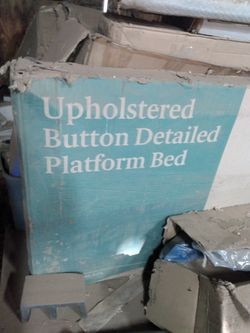 Upholstered
Button Detailed
Platform Bed